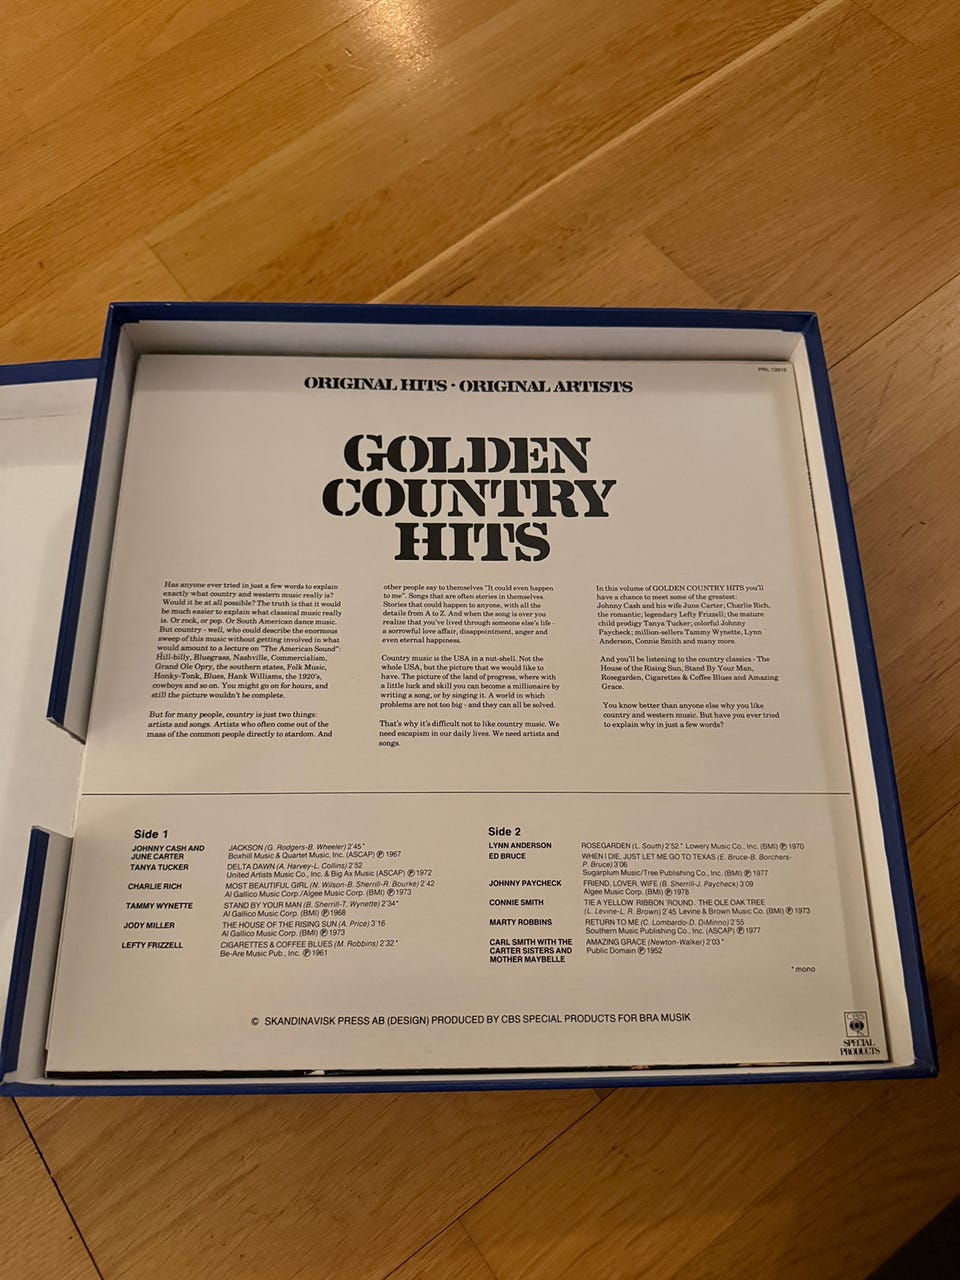 PRL 13916
ORIGINAL HITS · ORIGINAL ARTISTS
GOLDEN
COUNTRY
HITS
Has anyone ever tried in just a few words to explain
exactly what country and western music really is?
Would it be at all possible? The truth is that it would
be much easier to explain what classical music really
is. Or rock, or pop. Or South American dance music.
But country - well, who could describe the enormous
sweep of this music without getting involved in what
would amount to a lecture on "The American Sound":
Hill-billy, Bluegrass, Nashville, Commercialism,
Grand Ole Opry, the southern states, Folk Music,
Honky-Tonk, Blues, Hank Williams, the 1920's,
cowboys and so on. You might go on for hours, and
still the picture wouldn't be complete.
But for many people, country is just two things:
artists and songs. Artists who often come out of the
mass of the common people directly to stardom. And
other people say to themselves "It could even happen
to me". Songs that are often stories in themselves.
Stories that could happen to anyone, with all the
details from A to Z. And when the song is over you
realize that you've lived through someone else's life -
a sorrowful love affair, disappointment, anger and
even eternal happiness.
Country music is the USA in a nut-shell. Not the
whole USA, but the picture that we would like to
have. The picture of the land of progress, where with
a little luck and skill you can become a millionaire by
writing a song, or by singing it. A world in which
problems are not too big - and they can all be solved.
That's why it's difficult not to like country music. We
need escapism in our daily lives. We need artists and
songs.
In this volume of GOLDEN COUNTRY HITS you'll
have a chance to meet some of the greatest:
Johnny Cash and his wife June Carter; Charlie Rich,
the romantic; legendary Lefty Frizzell; the mature
child prodigy Tanya Tucker; colorful Johnny
Paycheck; million-sellers Tammy Wynette, Lynn
Anderson, Connie Smith and many more.
And you'll be listening to the country classics - The
House of the Rising Sun, Stand By Your Man,
Rosegarden, Cigarettes & Coffee Blues and Amazing
Grace.
You know better than anyone else why you like
country and western music. But have you ever tried
to explain why in just a few words?
Side 1
JOHNNY CASH AND JACKSON (G. Rodgers-B. Wheeler) 2'45*
JUNE CARTER Boxhill Music & Quartet Music, Inc. (ASCAP) ℗ 1967
TANYA TUCKER DELTA DAWN (A. Harvey-L. Collins) 2'52
United Artists Music Co., Inc. & Big Ax Music (ASCAP) ℗ 1972
CHARLIE RICH MOST BEAUTIFUL GIRL (N. Wilson-B. Sherrill-R. Bourke) 2'42
Al Gallico Music Corp./Algee Music Corp. (BMI) ℗ 1973
TAMMY WYNETTE STAND BY YOUR MAN (B. Sherrill-T. Wynette) 2'34*
Al Gallico Music Corp. (BMI) ℗ 1968
JODY MILLER THE HOUSE OF THE RISING SUN (A. Price) 3'16
Al Gallico Music Corp. (BMI) ℗ 1973
LEFTY FRIZZELL CIGARETTES & COFFEE BLUES (M. Robbins) 2'32*
Be-Are Music Pub., Inc. ℗ 1961
Side 2
LYNN ANDERSON ROSEGARDEN (L. South) 2'52* Lowery Music Co., Inc. (BMI) ℗ 1970
ED BRUCE WHEN I DIE, JUST LET ME GO TO TEXAS (E. Bruce-B. Borchers-
P. Bruce) 3'06
Sugarplum Music/Tree Publishing Co., Inc. (BMI) ℗ 1977
JOHNNY PAYCHECK FRIEND, LOVER, WIFE (B. Sherrill-J. Paycheck) 3'09
Algee Music Corp. (BMI) ℗ 1978
CONNIE SMITH TIE A YELLOW RIBBON 'ROUND. THE OLE OAK TREE
(L. Levine-L. R. Brown) 2'45 Levine & Brown Music Co. (BMI) ℗ 1973
MARTY ROBBINS RETURN TO ME (C. Lombardo-D. DiMinno) 2'55
Southern Music Publishing Co., Inc. (ASCAP) ℗ 1977
CARL SMITH WITH THE AMAZING GRACE (Newton-Walker) 2'03*
CARTER SISTERS AND Public Domain ℗ 1952
MOTHER MAYBELLE
* mono
© SKANDINAVISK PRESS AB (DESIGN) PRODUCED BY CBS SPECIAL PRODUCTS FOR BRA MUSIK
CBS
SPECIAL
PRODUCTS